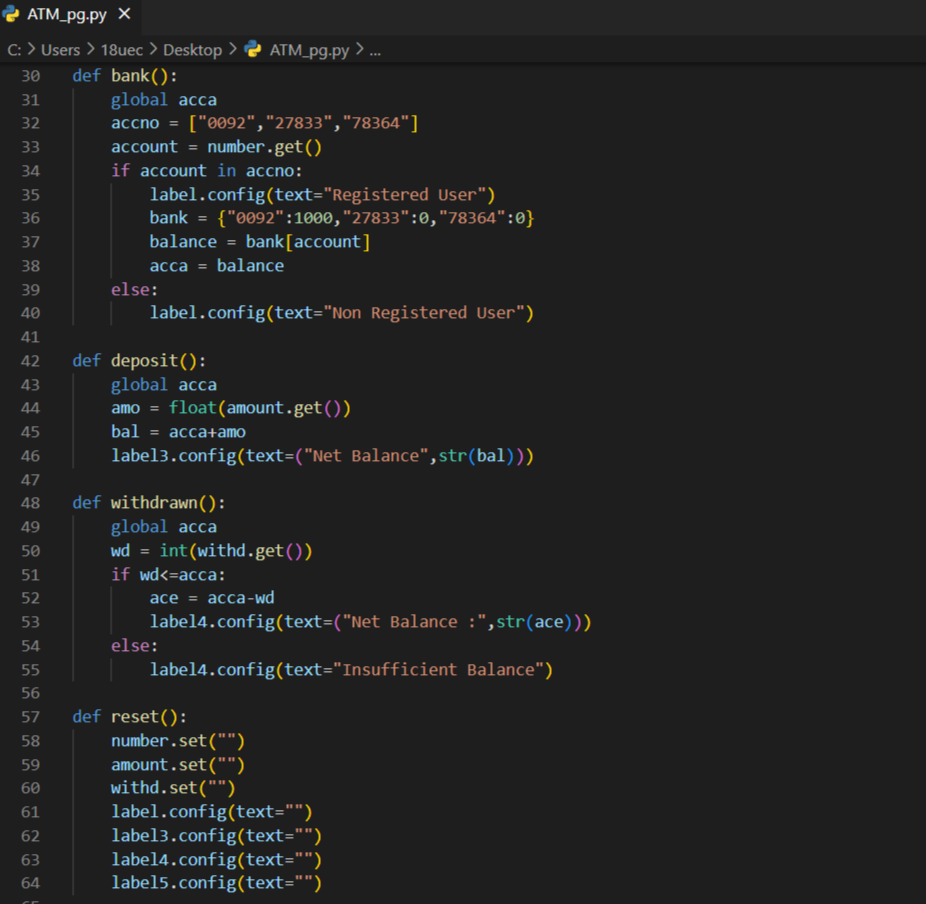 ATM_pg.py ×
C: > Users > 18uec > Desktop > ATM_pg.py > ...
30 def bank():
31     global acca
32     accno = ["0092","27833","78364"]
33     account = number.get()
34     if account in accno:
35         label.config(text="Registered User")
36         bank = {"0092":1000,"27833":0,"78364":0}
37         balance = bank[account]
38         acca = balance
39     else:
40         label.config(text="Non Registered User")
41
42 def deposit():
43     global acca
44     amo = float(amount.get())
45     bal = acca+amo
46     label3.config(text=("Net Balance",str(bal)))
47
48 def withdrawn():
49     global acca
50     wd = int(withd.get())
51     if wd<=acca:
52         ace = acca-wd
53         label4.config(text=("Net Balance :",str(ace)))
54     else:
55         label4.config(text="Insufficient Balance")
56
57 def reset():
58     number.set("")
59     amount.set("")
60     withd.set("")
61     label.config(text="")
62     label3.config(text="")
63     label4.config(text="")
64     label5.config(text="")